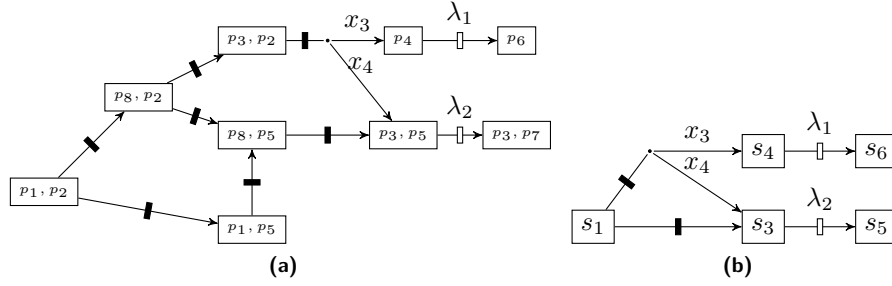 x₃
λ₁
p₃, p₂
p₄
p₆
x₄
p₈, p₂
λ₂
p₈, p₅
p₃, p₅
p₃, p₇
p₁, p₂
p₁, p₅
(a)
x₃
λ₁
s₄
s₆
x₄
λ₂
s₁
s₃
s₅
(b)